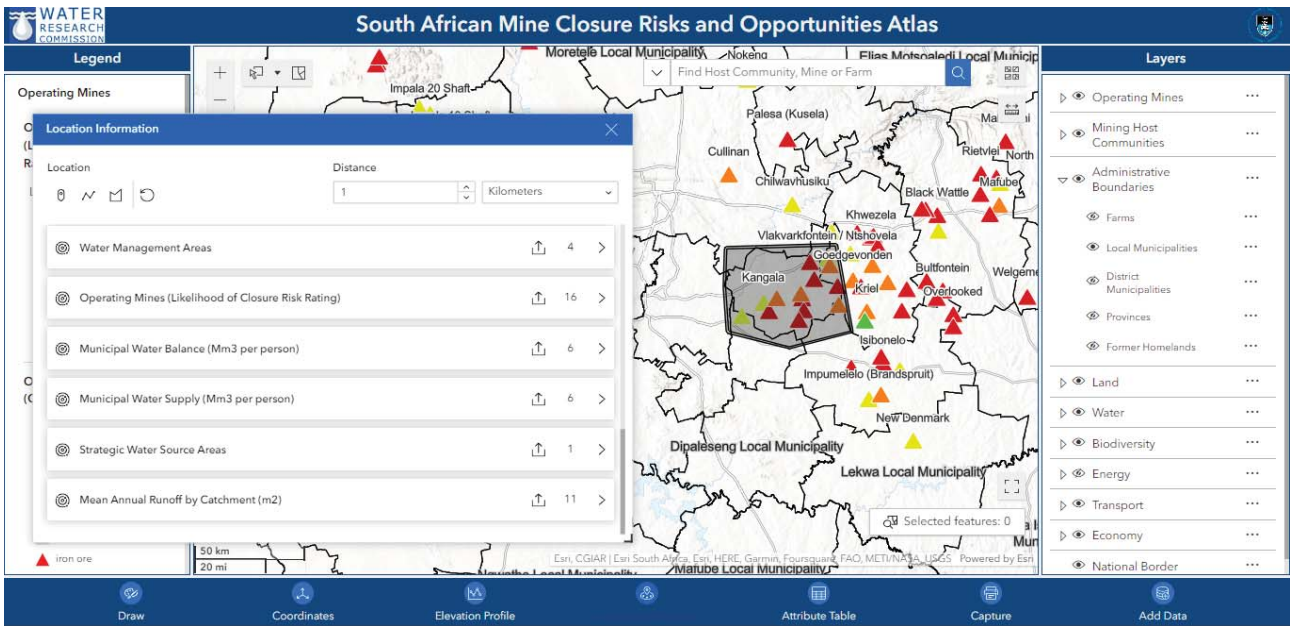 WATER
RESEARCH
COMMISSION
South African Mine Closure Risks and Opportunities Atlas
Legend
Operating Mines
iron ore
Location Information
Location
Distance
1
Kilometers
Water Management Areas
4
Operating Mines (Likelihood of Closure Risk Rating)
16
Municipal Water Balance (Mm3 per person)
6
Municipal Water Supply (Mm3 per person)
6
Strategic Water Source Areas
1
Mean Annual Runoff by Catchment (m2)
11
Moretele Local Municipality
Nokeng
Elias Motsoaledi Local Municip
Find Host Community, Mine or Farm
Impala 20 Shaft
Palesa (Kusela)
Cullinan
Rietvlei
North
Chilwavhusiku
Mafube
Black Wattle
Khwezela
Vlakvarkfontein / Ntshovela
Goedgevonden
Kangala
Bultfontein
Welgeme
Kriel
Overlooked
Isibonelo
Impumelelo (Brandspruit)
New Denmark
Dipaleseng Local Municipality
Lekwa Local Municipality
Selected features: 0
50 km
20 mi
Esri, CGIAR | Esri South Africa, Esri, HERE, Garmin, Foursquare, FAO, METI/NASA, USGS
Powered by Esri
Mafube Local Municipality
Layers
Operating Mines
Mining Host
Communities
Administrative
Boundaries
Farms
Local Municipalities
District
Municipalities
Provinces
Former Homelands
Land
Water
Biodiversity
Energy
Transport
Economy
National Border
Draw
Coordinates
Elevation Profile
Attribute Table
Capture
Add Data